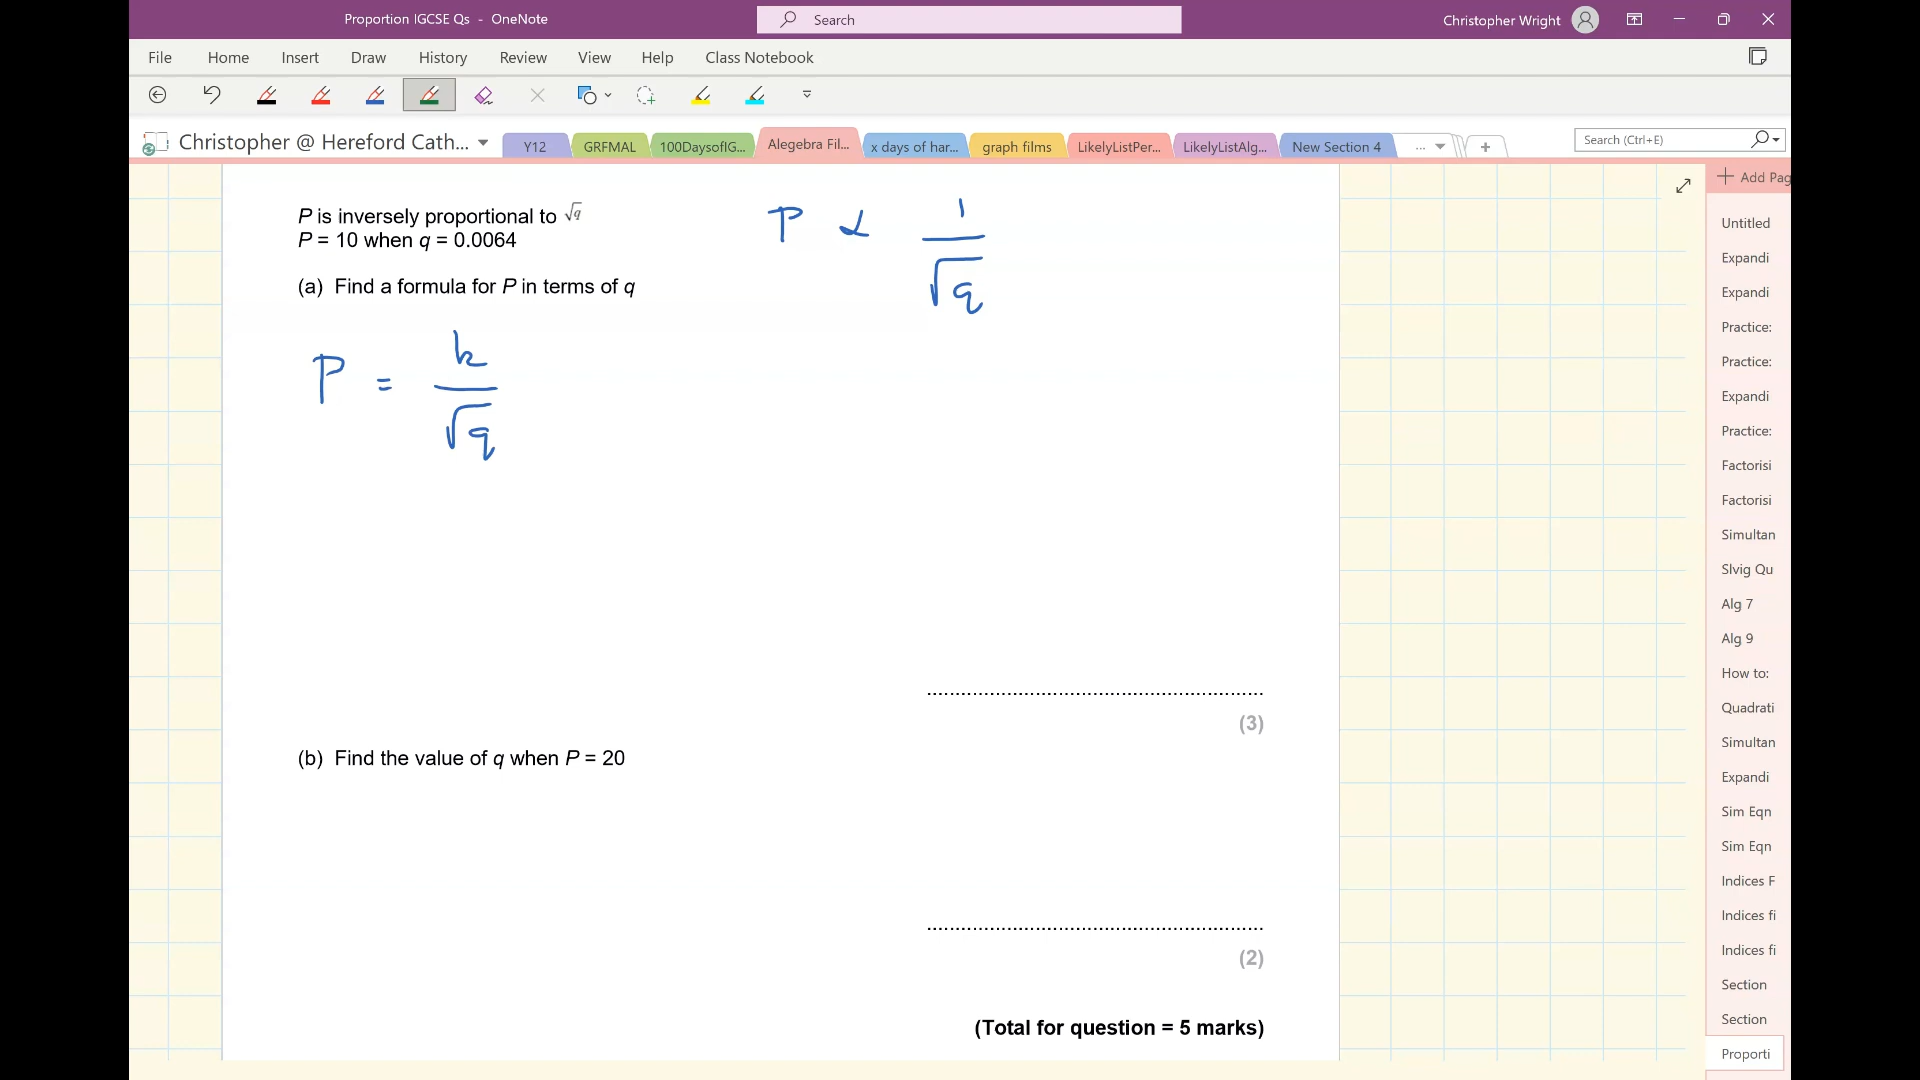 Proportion IGCSE Qs - OneNote
Search
Christopher Wright
File Home Insert Draw History Review View Help Class Notebook
Christopher @ Hereford Cath...
Y12 GRFMAL 100DaysofIG... Alegebra Fil... x days of har... graph films LikelyListPer... LikelyListAlg... New Section 4 ... +
Search (Ctrl+E)
P is inversely proportional to √q
P = 10 when q = 0.0064
P ∝ 1/√q
(a) Find a formula for P in terms of q
P = k/√q
(3)
(b) Find the value of q when P = 20
(2)
(Total for question = 5 marks)
Add Pag
Untitled
Expandi
Expandi
Practice:
Practice:
Expandi
Practice:
Factorisi
Factorisi
Simultan
Slvig Qu
Alg 7
Alg 9
How to:
Quadrati
Simultan
Expandi
Sim Eqn
Sim Eqn
Indices F
Indices fi
Indices fi
Section
Section
Proporti